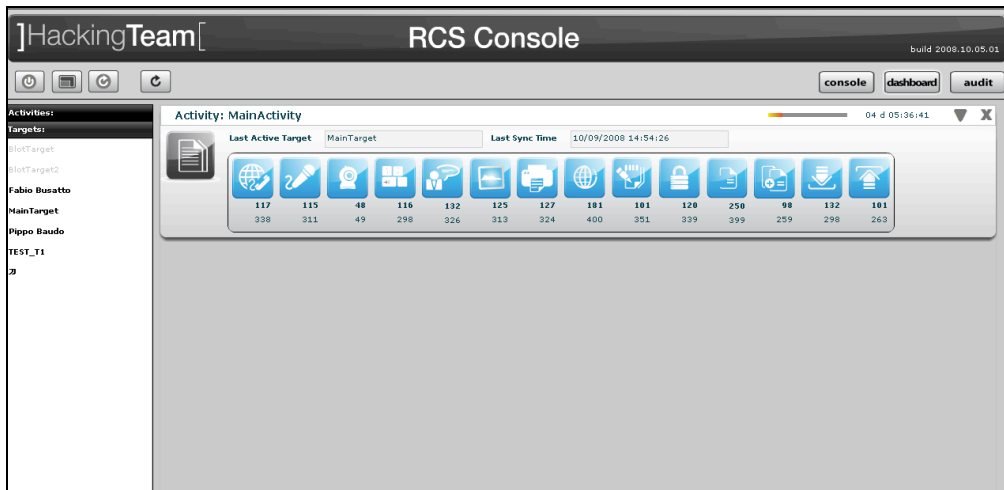 ]HackingTeam[
RCS Console
build 2008.10.05.01
console dashboard audit
Activities:
Targets:
BlotTarget
BlotTarget2
Fabio Busatto
MainTarget
Pippo Baudo
TEST_T1
Activity: MainActivity
04 d 05:36:41
Last Active Target MainTarget Last Sync Time 10/09/2008 14:54:26
117 115 48 116 132 125 127 181 101 120 250 98 132 101
338 311 49 298 326 313 324 400 351 339 399 259 298 263